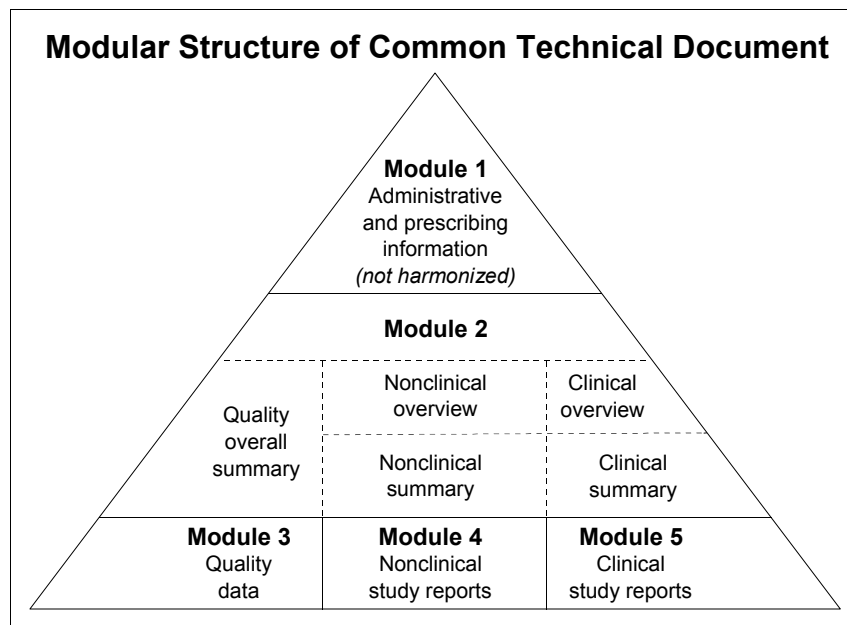 Modular Structure of Common Technical Document
Module 1
Administrative
and prescribing
information
(not harmonized)
Module 2
Quality
overall
summary
Nonclinical
overview
Clinical
overview
Nonclinical
summary
Clinical
summary
Module 3
Quality
data
Module 4
Nonclinical
study reports
Module 5
Clinical
study reports